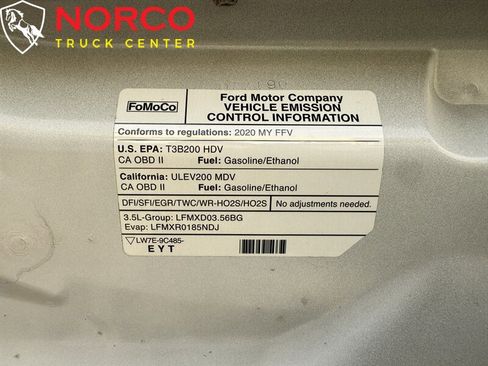 NORCO
TRUCK CENTER
FoMoCo
Ford Motor Company
VEHICLE EMISSION
CONTROL INFORMATION
Conforms to regulations: 2020 MY FFV
U.S. EPA: T3B200 HDV
CA OBD II Fuel: Gasoline/Ethanol
California: ULEV200 MDV
CA OBD II Fuel: Gasoline/Ethanol
DFI/SFI/EGR/TWC/WR-HO2S/HO2S No adjustments needed.
3.5L-Group: LFMXD03.56BG
Evap: LFMXR0185NDJ
LW7E-9C485-
EYT